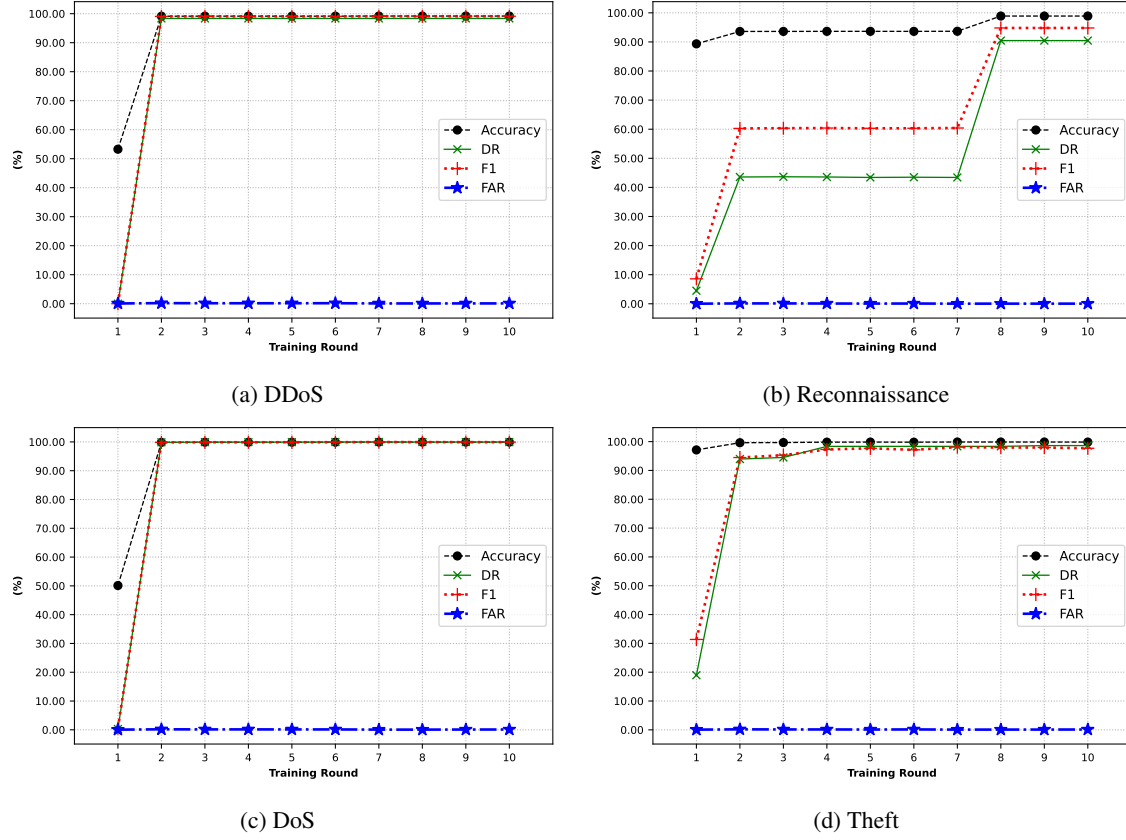 100.00
90.00
80.00
70.00
60.00
50.00
40.00
30.00
20.00
10.00
0.00
(%)
Accuracy
DR
F1
FAR
1 2 3 4 5 6 7 8 9 10
Training Round
(a) DDoS
100.00
90.00
80.00
70.00
60.00
50.00
40.00
30.00
20.00
10.00
0.00
(%)
Accuracy
DR
F1
FAR
1 2 3 4 5 6 7 8 9 10
Training Round
(b) Reconnaissance
100.00
90.00
80.00
70.00
60.00
50.00
40.00
30.00
20.00
10.00
0.00
(%)
Accuracy
DR
F1
FAR
1 2 3 4 5 6 7 8 9 10
Training Round
(c) DoS
100.00
90.00
80.00
70.00
60.00
50.00
40.00
30.00
20.00
10.00
0.00
(%)
Accuracy
DR
F1
FAR
1 2 3 4 5 6 7 8 9 10
Training Round
(d) Theft